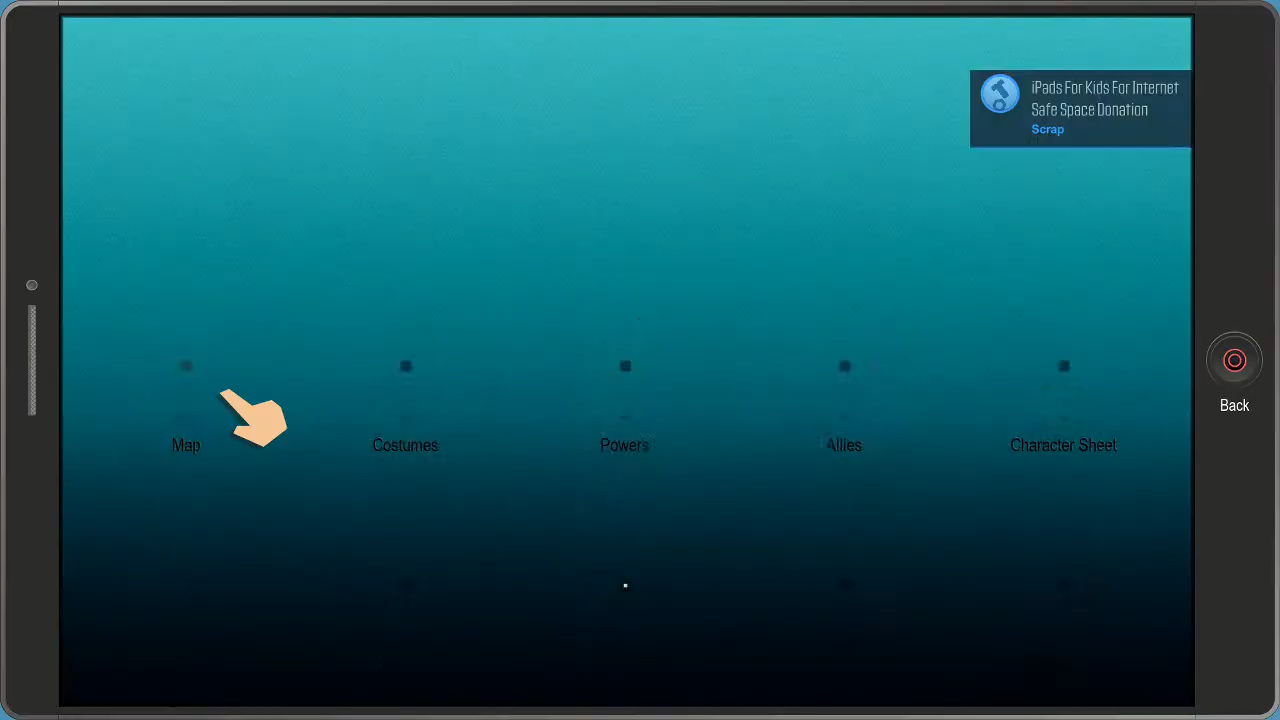 iPads For Kids For Internet
Safe Space Donation
Scrap
Map
Costumes
Powers
Allies
Character Sheet
Back